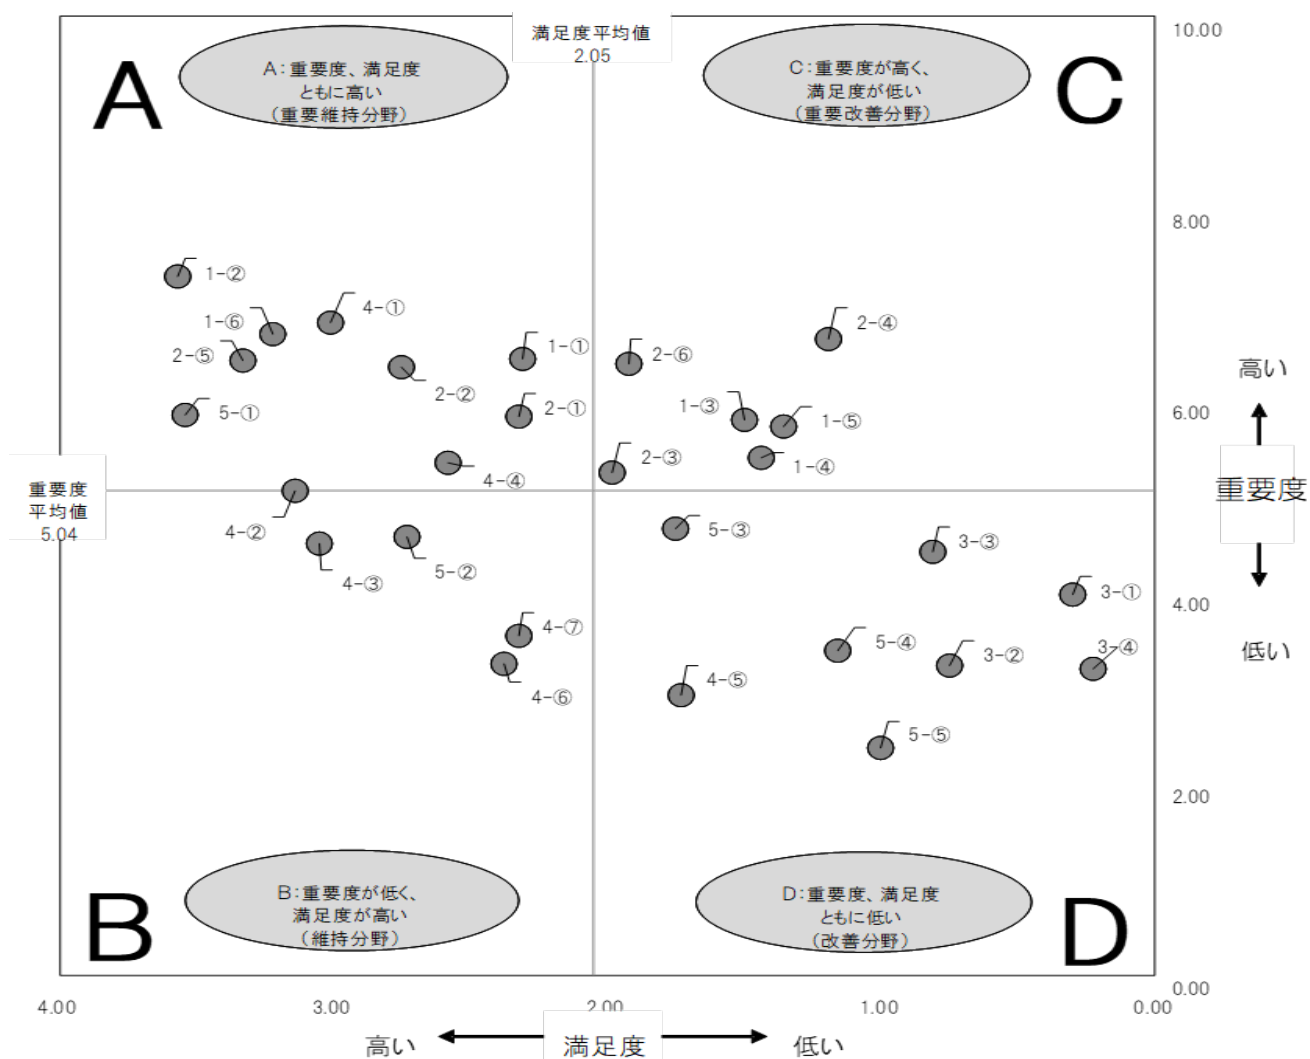 満足度平均値
2.05
10.00
A
A：重要度、満足度
ともに高い
（重要維持分野）
C：重要度が高く、
満足度が低い
（重要改善分野）
C
8.00
1-②
4-①
1-⑥
2-⑤
1-①
2-⑥
2-④
2-②
5-①
2-①
1-③
1-⑤
高い
6.00
4-④
2-③
1-④
重要度
平均値
5.04
重要度
4-②
4-③
5-②
5-③
3-③
3-①
4.00
4-⑦
4-⑥
4-⑤
5-④
3-②
3-④
低い
5-⑤
2.00
B
B：重要度が低く、
満足度が高い
（維持分野）
D：重要度、満足度
ともに低い
（改善分野）
D
0.00
4.00
3.00
2.00
1.00
0.00
高い
満足度
低い